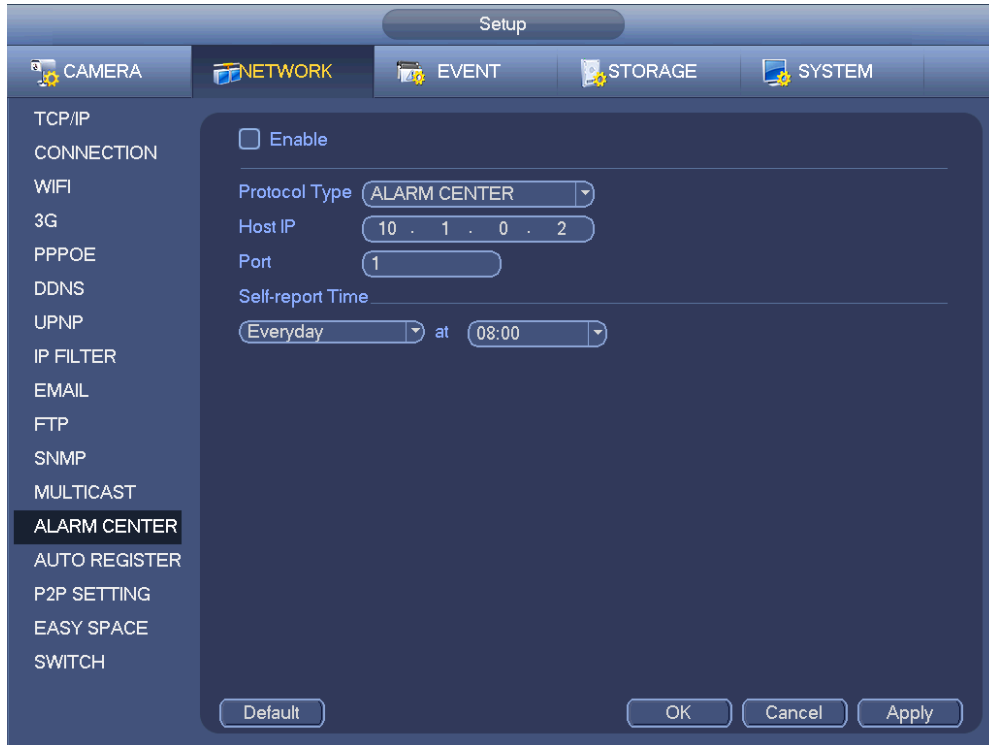 Setup
CAMERA NETWORK EVENT STORAGE SYSTEM
TCP/IP
CONNECTION
WIFI
3G
PPPOE
DDNS
UPNP
IP FILTER
EMAIL
FTP
SNMP
MULTICAST
ALARM CENTER
AUTO REGISTER
P2P SETTING
EASY SPACE
SWITCH
Enable
Protocol Type ALARM CENTER
Host IP 10 . 1 . 0 . 2
Port 1
Self-report Time
Everyday at 08:00
Default OK Cancel Apply